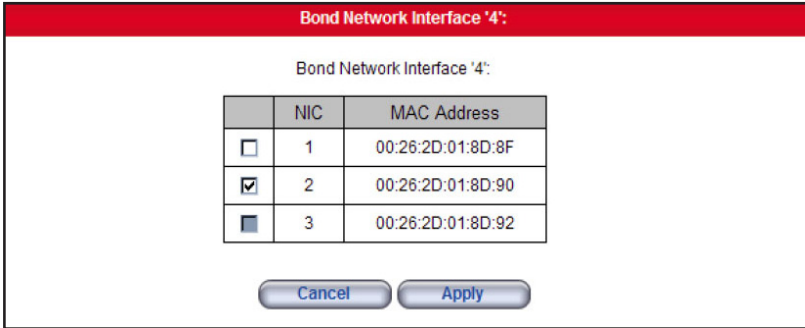 Bond Network Interface '4':
Bond Network Interface '4':
NIC MAC Address
1 00:26:2D:01:8D:8F
2 00:26:2D:01:8D:90
3 00:26:2D:01:8D:92
Cancel Apply